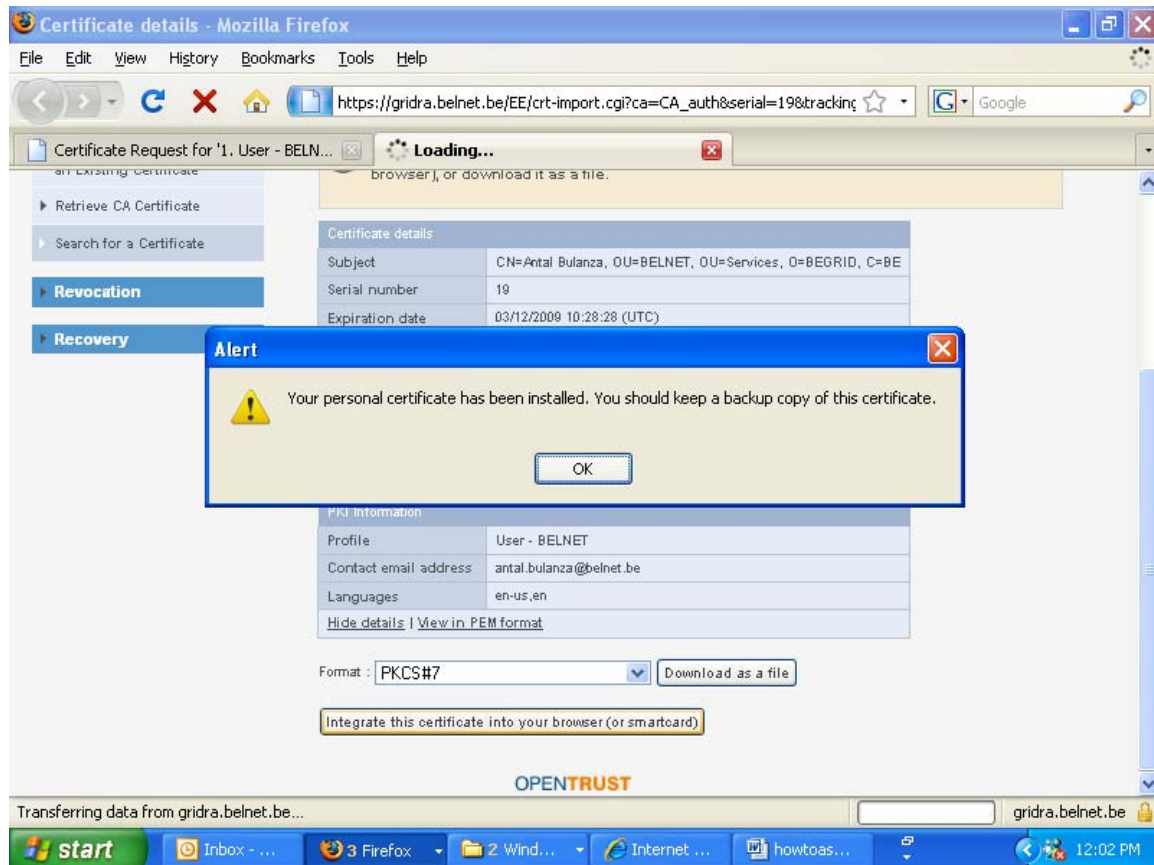 Certificate details - Mozilla Firefox
File Edit View History Bookmarks Tools Help
https://gridra.belnet.be/EE/crt-import.cgi?ca=CA_auth&serial=19&tracking
G Google
Certificate Request for '1. User - BELN...
Loading...
an Existing Certificate
Retrieve CA Certificate
Search for a Certificate
Revocation
Recovery
browser), or download it as a file.
Certificate details
Subject CN=Antal Bulanza, OU=BELNET, OU=Services, O=BEGRID, C=BE
Serial number 19
Expiration date 03/12/2009 10:28:28 (UTC)
Alert
Your personal certificate has been installed. You should keep a backup copy of this certificate.
OK
PKI Information
Profile User - BELNET
Contact email address antal.bulanza@belnet.be
Languages en-us,en
Hide details | View in PEM format
Format : PKCS#7 Download as a file
Integrate this certificate into your browser (or smartcard)
OPENTRUST
Transferring data from gridra.belnet.be...
gridra.belnet.be
start Inbox - ... 3 Firefox 2 Wind... Internet ... howtoas... 12:02 PM